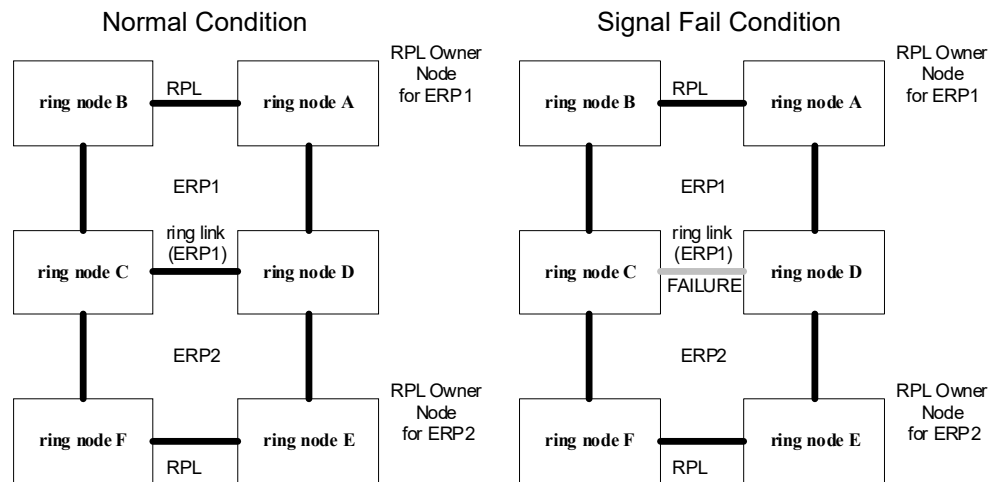 Normal Condition
RPL Owner
Node
for ERP1
ring node B
RPL
ring node A
ERP1
ring link
(ERP1)
ring node C
ring node D
ERP2
RPL Owner
Node
for ERP2
ring node F
RPL
ring node E
Signal Fail Condition
RPL Owner
Node
for ERP1
ring node B
RPL
ring node A
ERP1
ring link
(ERP1)
ring node C
FAILURE
ring node D
ERP2
RPL Owner
Node
for ERP2
ring node F
RPL
ring node E